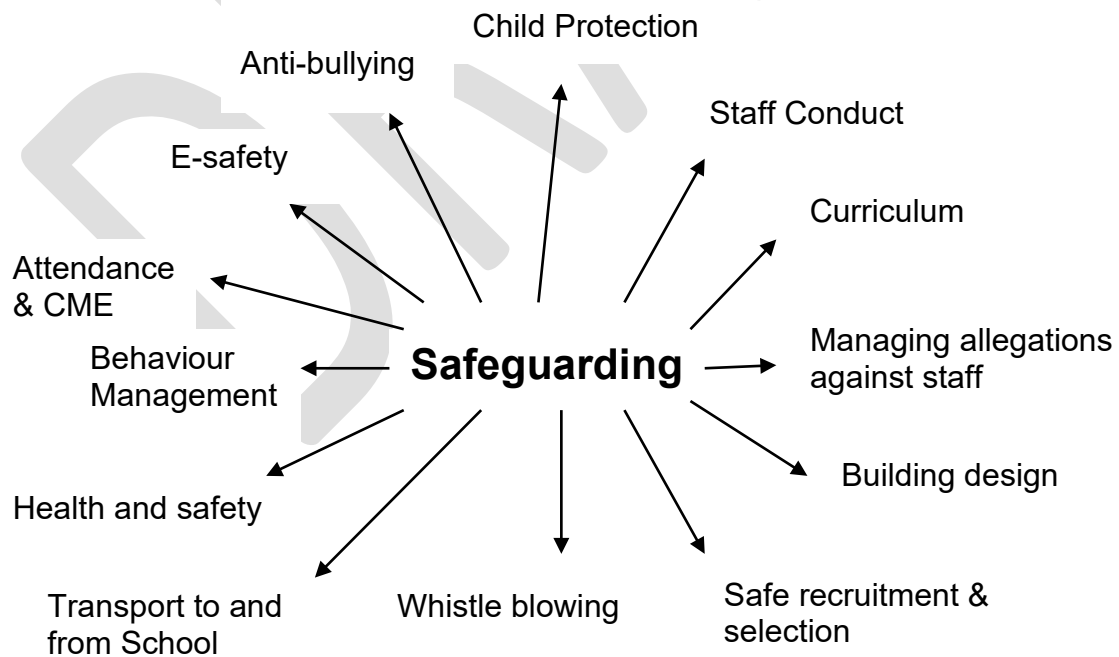 Child Protection
Anti-bullying
Staff Conduct
E-safety
Curriculum
Attendance
& CME
Safeguarding
Managing allegations
against staff
Behaviour
Management
Building design
Health and safety
Transport to and
from School
Whistle blowing
Safe recruitment &
selection